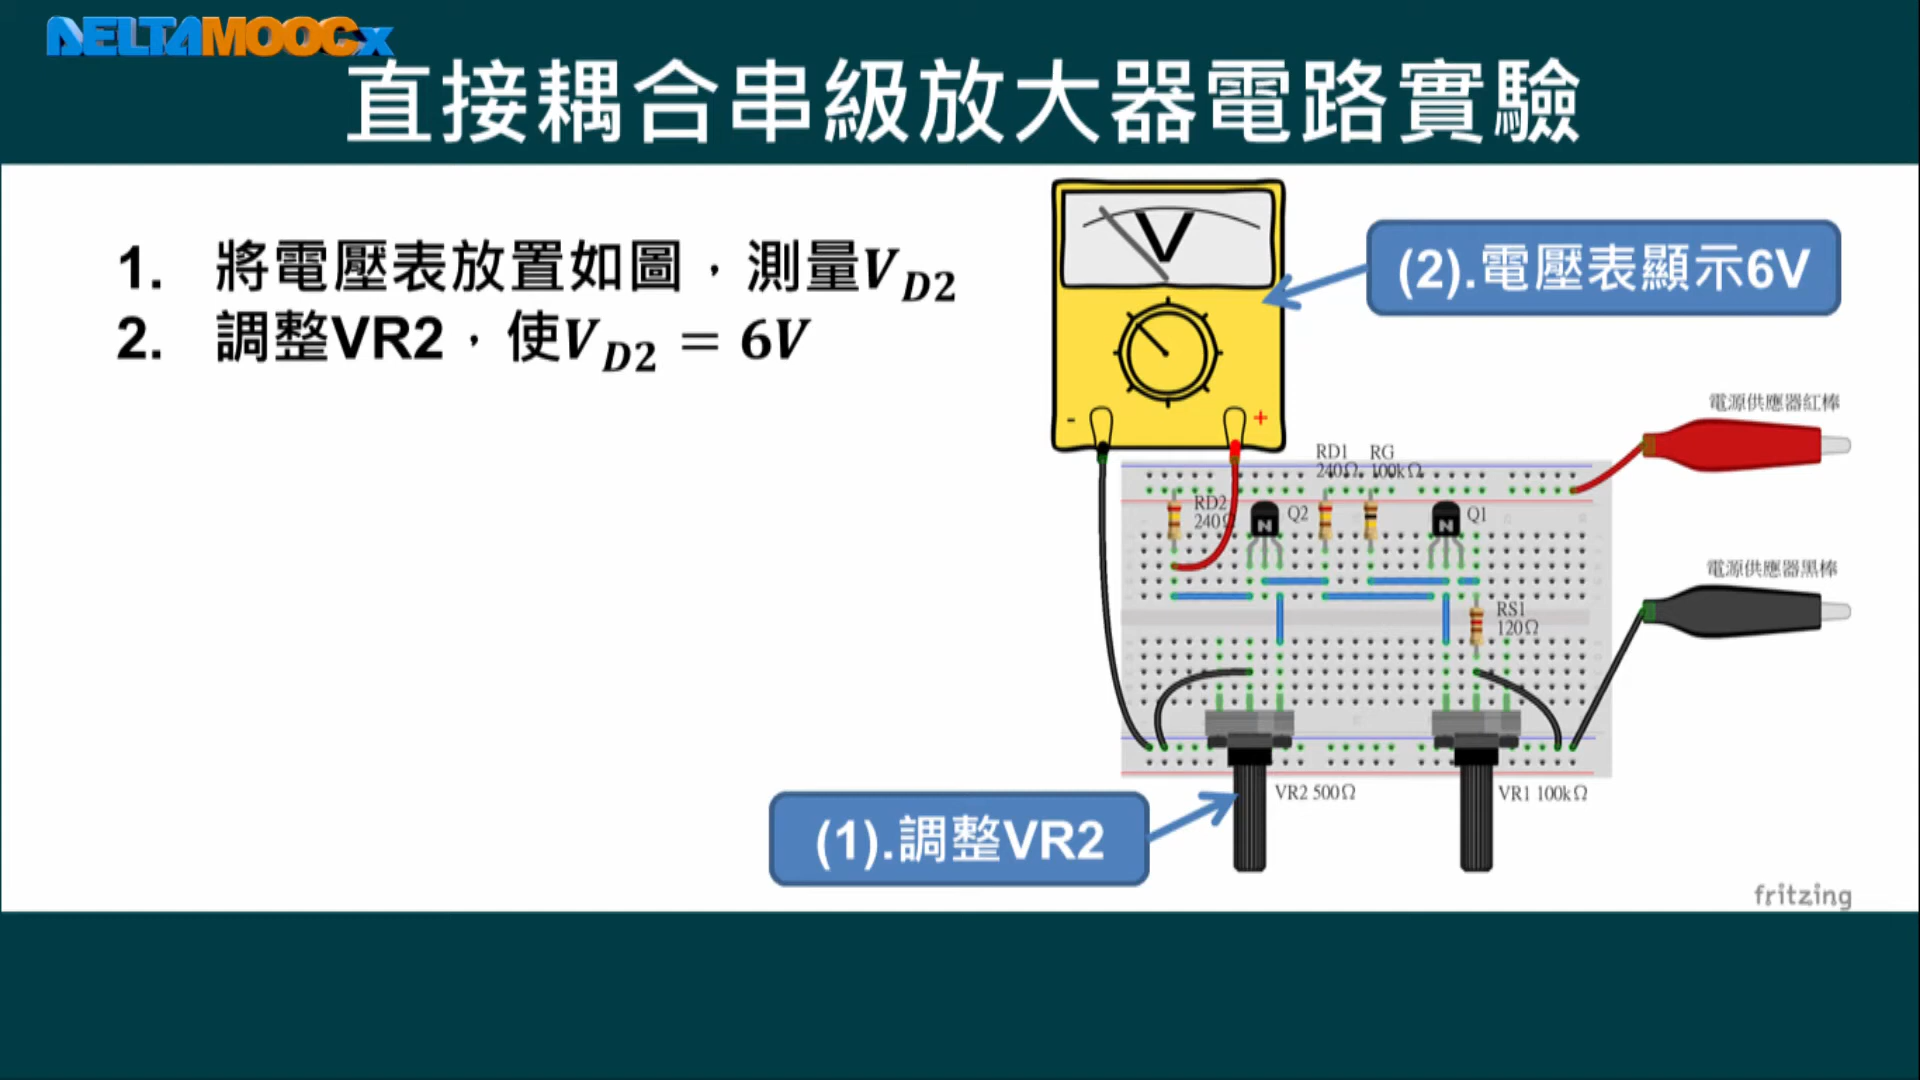 DELTAMOOCx
直接耦合串級放大器電路實驗
1. 將電壓表放置如圖，測量V_D2
2. 調整VR2，使V_D2 = 6V
V
(2).電壓表顯示6V
- +
電源供應器紅棒
RD1 RG
240Ω 100kΩ
RD2
240Ω
N
Q2
N
Q1
電源供應器黑棒
RS1
120Ω
VR2 500Ω
VR1 100kΩ
(1).調整VR2
fritzing